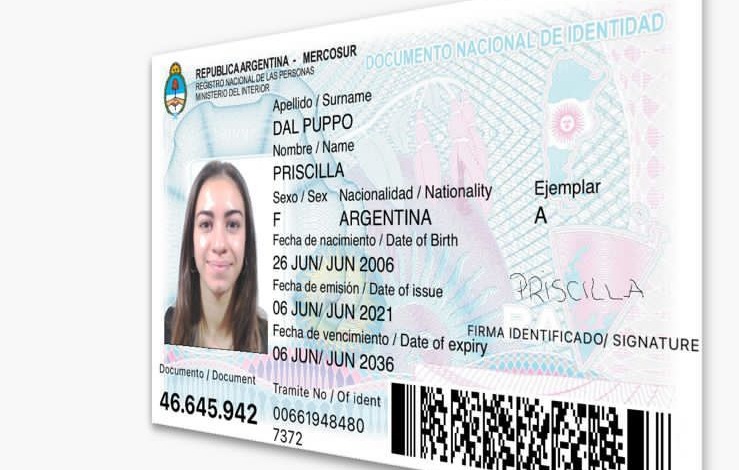 REPUBLICA ARGENTINA - MERCOSUR
REGISTRO NACIONAL DE LAS PERSONAS
MINISTERIO DEL INTERIOR
DOCUMENTO NACIONAL DE IDENTIDAD
Apellido / Surname
DAL PUPPO
Nombre / Name
PRISCILLA
Sexo / Sex Nacionalidad / Nationality
F ARGENTINA
Ejemplar
A
Fecha de nacimiento / Date of Birth
26 JUN/ JUN 2006
Fecha de emisión / Date of issue
06 JUN/ JUN 2021
Fecha de vencimiento / Date of expiry
06 JUN/ JUN 2036
PRISCILLA
FIRMA IDENTIFICADO/ SIGNATURE
Documento / Document
46.645.942
Tramite No / Of ident
00661948480
7372